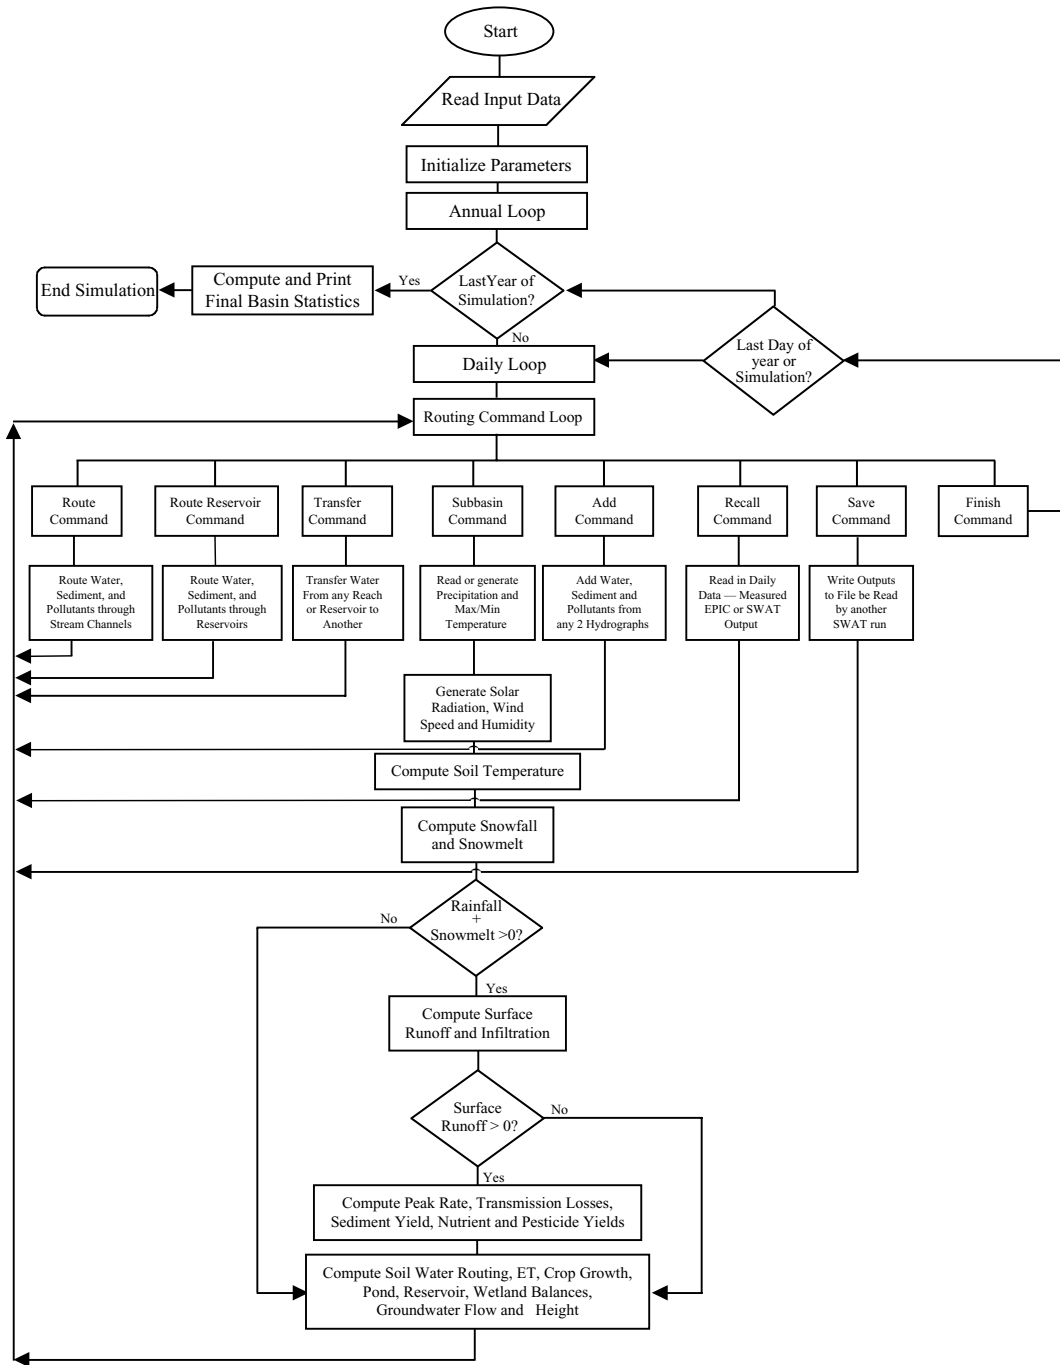 Start
Read Input Data
Initialize Parameters
Annual Loop
LastYear of
Simulation?
Yes
Compute and Print
Final Basin Statistics
End Simulation
No
Last Day of
year or
Simulation?
Daily Loop
Routing Command Loop
Route
Command
Route Reservoir
Command
Transfer
Command
Subbasin
Command
Add
Command
Recall
Command
Save
Command
Finish
Command
Route Water,
Sediment, and
Pollutants through
Stream Channels
Route Water,
Sediment, and
Pollutants through
Reservoirs
Transfer Water
From any Reach
or Reservoir to
Another
Read or generate
Precipitation and
Max/Min
Temperature
Add Water,
Sediment and
Pollutants from
any 2 Hydrographs
Read in Daily
Data — Measured
EPIC or SWAT
Output
Write Outputs
to File be Read
by another
SWAT run
Generate Solar
Radiation, Wind
Speed and Humidity
Compute Soil Temperature
Compute Snowfall
and Snowmelt
Rainfall
+
Snowmelt >0?
No
Yes
Compute Surface
Runoff and Infiltration
Surface
Runoff > 0?
No
Yes
Compute Peak Rate, Transmission Losses,
Sediment Yield, Nutrient and Pesticide Yields
Compute Soil Water Routing, ET, Crop Growth,
Pond, Reservoir, Wetland Balances,
Groundwater Flow and Height